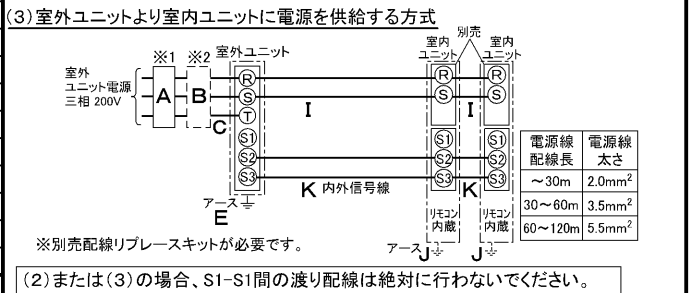 (3)室外ユニットより室内ユニットに電源を供給する方式
※1 ※2 室外ユニット
室内ユニット
別売
室内ユニット
室外
ユニット電源
三相 200V
A
B
C
R
S
T
S1
S2
S3
I
R
S
S1
S2
S3
I
R
S
S1
S2
S3
K 内外信号線
K
アース
E
リモコン
内蔵
リモコン
内蔵
アース
J
J
電源線配線長 電源線太さ
~30m 2.0mm²
30~60m 3.5mm²
60~120m 5.5mm²
※別売配線リプレースキットが必要です。
(2)または(3)の場合、S1-S1間の渡り配線は絶対に行わないでください。